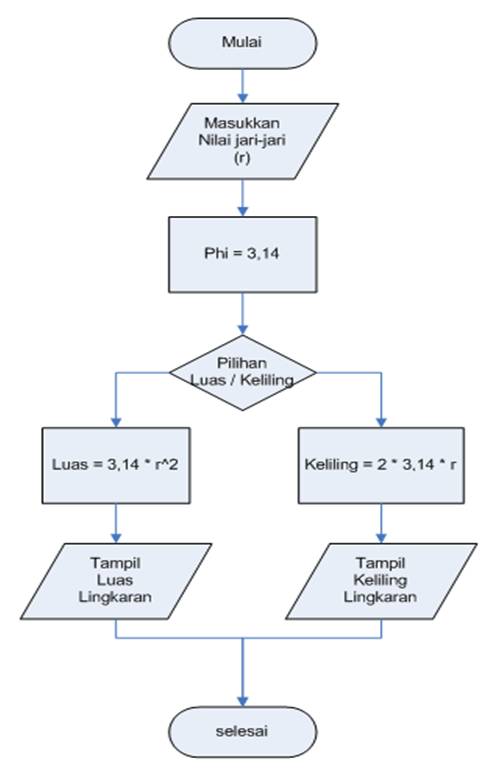 Mulai
Masukkan
Nilai jari-jari
(r)
Phi = 3,14
Pilihan
Luas / Keliling
Luas = 3,14 * r^2
Keliling = 2 * 3,14 * r
Tampil
Luas
Lingkaran
Tampil
Keliling
Lingkaran
selesai